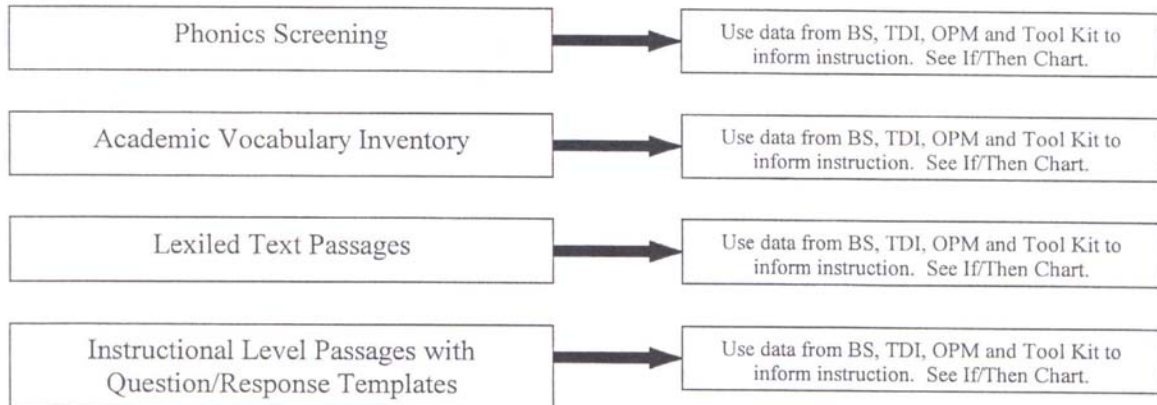 Phonics Screening
Use data from BS, TDI, OPM and Tool Kit to
inform instruction. See If/Then Chart.
Academic Vocabulary Inventory
Use data from BS, TDI, OPM and Tool Kit to
inform instruction. See If/Then Chart.
Lexiled Text Passages
Use data from BS, TDI, OPM and Tool Kit to
inform instruction. See If/Then Chart.
Instructional Level Passages with
Question/Response Templates
Use data from BS, TDI, OPM and Tool Kit to
inform instruction. See If/Then Chart.